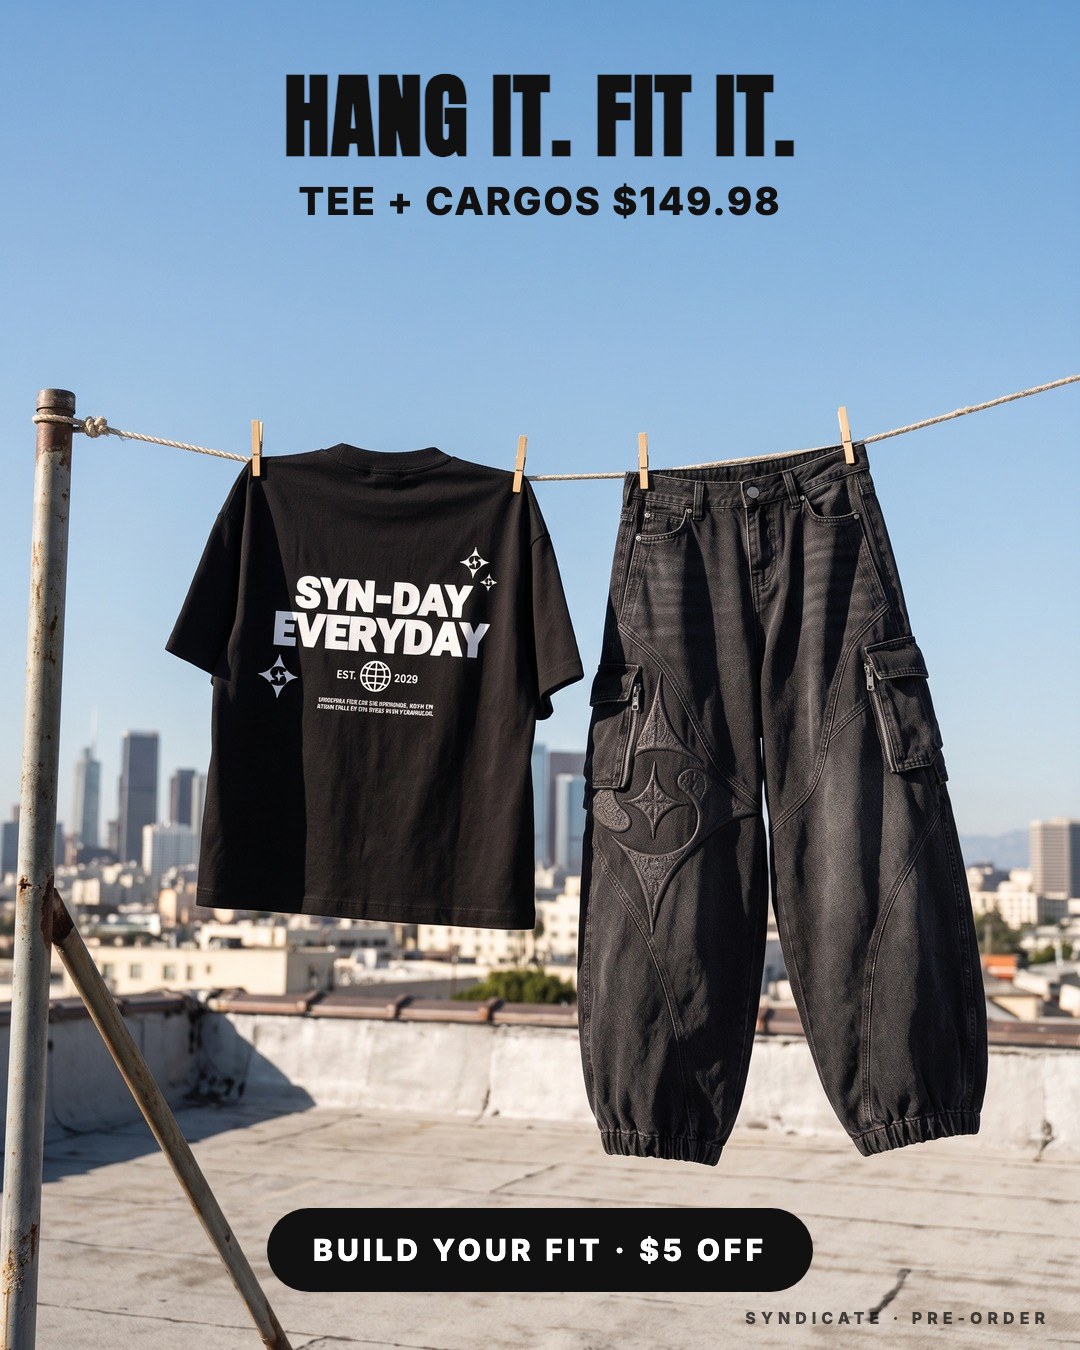 HANG IT. FIT IT.
TEE + CARGOS $149.98
SYN-DAY
EVERYDAY
EST. 2029
BUILD YOUR FIT · $5 OFF
SYNDICATE · PRE-ORDER